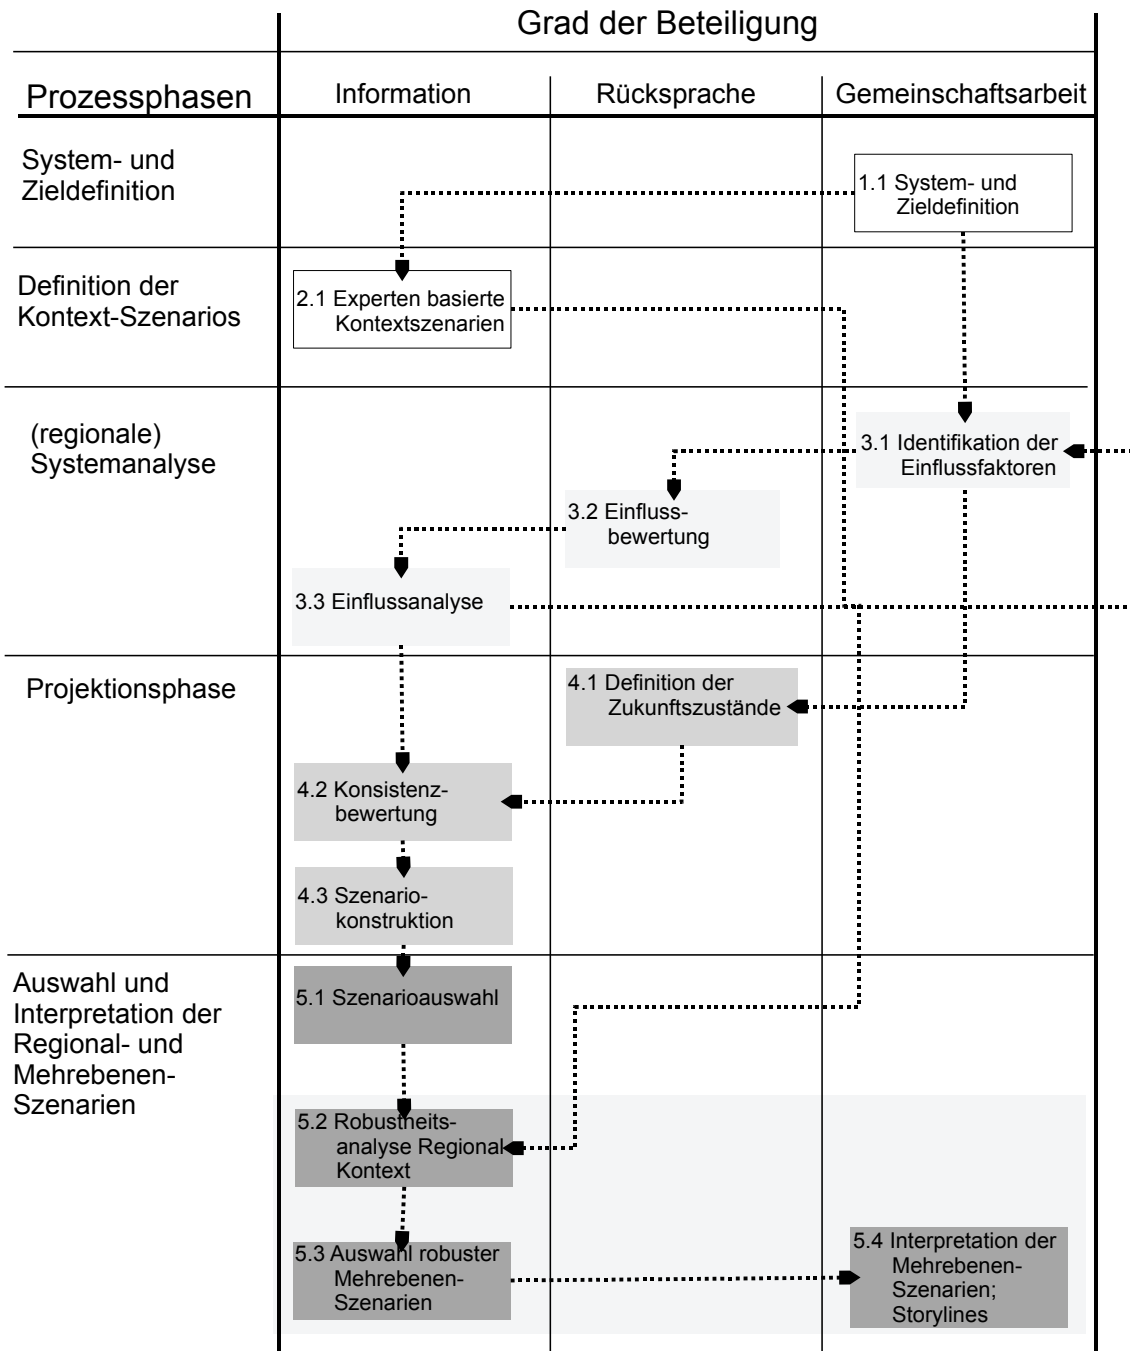 Grad der Beteiligung
Prozessphasen
Information
Rücksprache
Gemeinschaftsarbeit
System- und
Zieldefinition
1.1 System- und
Zieldefinition
Definition der
Kontext-Szenarios
2.1 Experten basierte
Kontextszenarien
(regionale)
Systemanalyse
3.1 Identifikation der
Einflussfaktoren
3.2 Einfluss-
bewertung
3.3 Einflussanalyse
Projektionsphase
4.1 Definition der
Zukunftszustände
4.2 Konsistenz-
bewertung
4.3 Szenario-
konstruktion
Auswahl und
Interpretation der
Regional- und
Mehrebenen-
Szenarien
5.1 Szenarioauswahl
5.2 Robustheits-
analyse Regional
Kontext
5.3 Auswahl robuster
Mehrebenen-
Szenarien
5.4 Interpretation der
Mehrebenen-
Szenarien;
Storylines